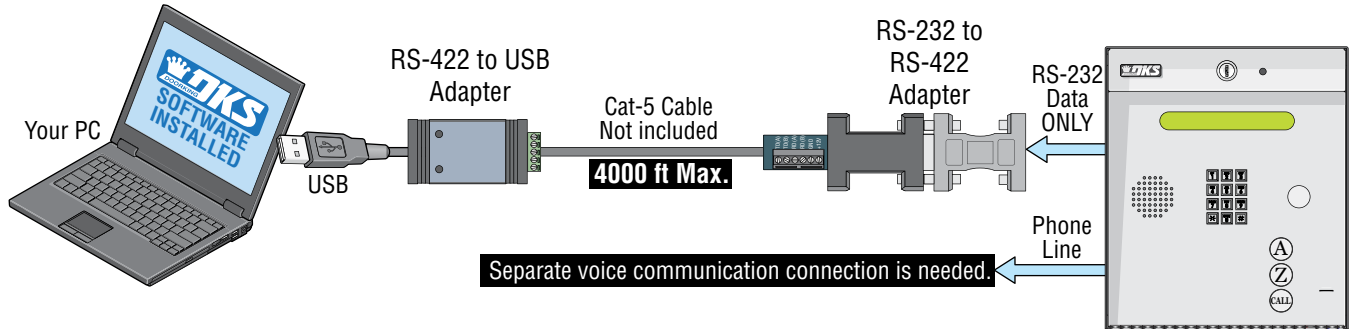 Your PC
DKS
DOORKING
SOFTWARE
INSTALLED
USB
RS-422 to USB
Adapter
Cat-5 Cable
Not included
4000 ft Max.
RS-232 to
RS-422
Adapter
RS-232
Data
ONLY
Phone
Line
Separate voice communication connection is needed.
DKS
A
Z
CALL